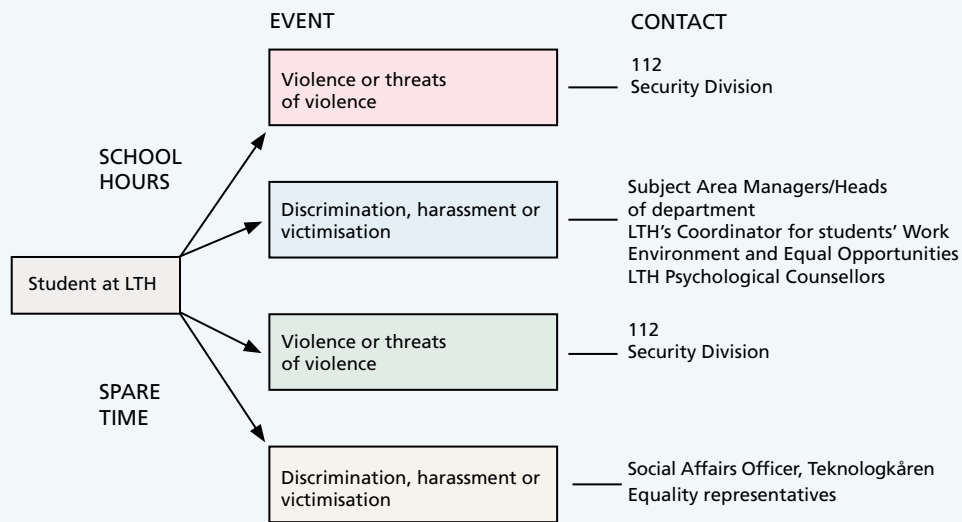 EVENT
CONTACT
Violence or threats
of violence
112
Security Division
SCHOOL
HOURS
Discrimination, harassment or
victimisation
Subject Area Managers/Heads
of department
LTH's Coordinator for students' Work
Environment and Equal Opportunities
LTH Psychological Counsellors
Student at LTH
Violence or threats
of violence
112
Security Division
SPARE
TIME
Discrimination, harassment or
victimisation
Social Affairs Officer, Teknologkåren
Equality representatives